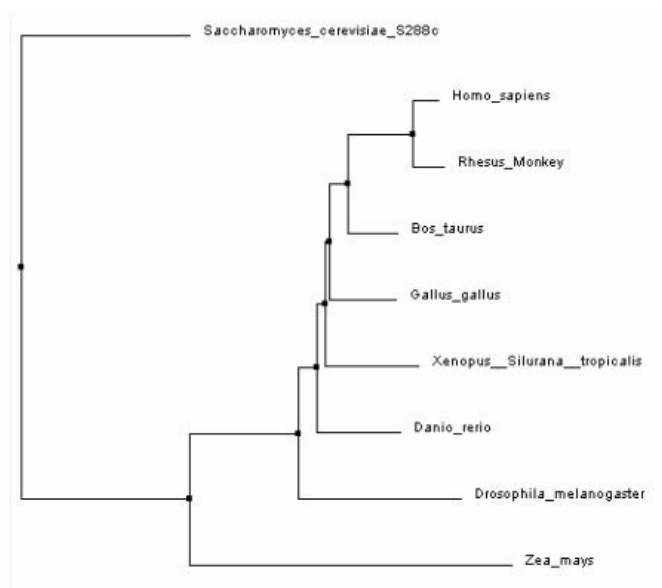 Saccharomyces_cerevisiae_S288c
Homo_sapiens
Rhesus_Monkey
Bos_taurus
Gallus_gallus
Xenopus__Silurana__tropicalis
Danio_rerio
Drosophila_melanogaster
Zea_mays